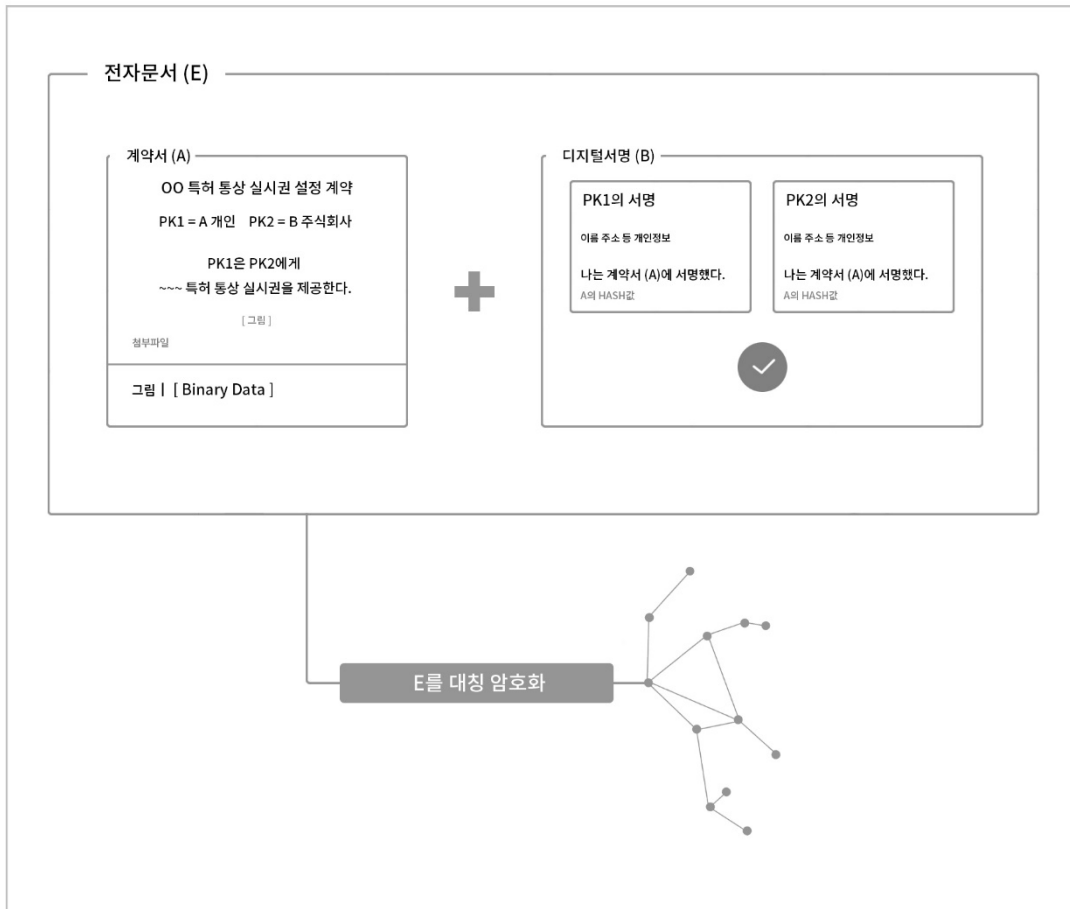 전자문서 (E)
계약서 (A)
OO 특허 통상 실시권 설정 계약
PK1 = A 개인 PK2 = B 주식회사
PK1은 PK2에게
~~~ 특허 통상 실시권을 제공한다.
[ 그림 ]
첨부파일
그림 | [ Binary Data ]
디지털서명 (B)
PK1의 서명
이름 주소 등 개인정보
나는 계약서 (A)에 서명했다.
A의 HASH값
PK2의 서명
이름 주소 등 개인정보
나는 계약서 (A)에 서명했다.
A의 HASH값
E를 대칭 암호화